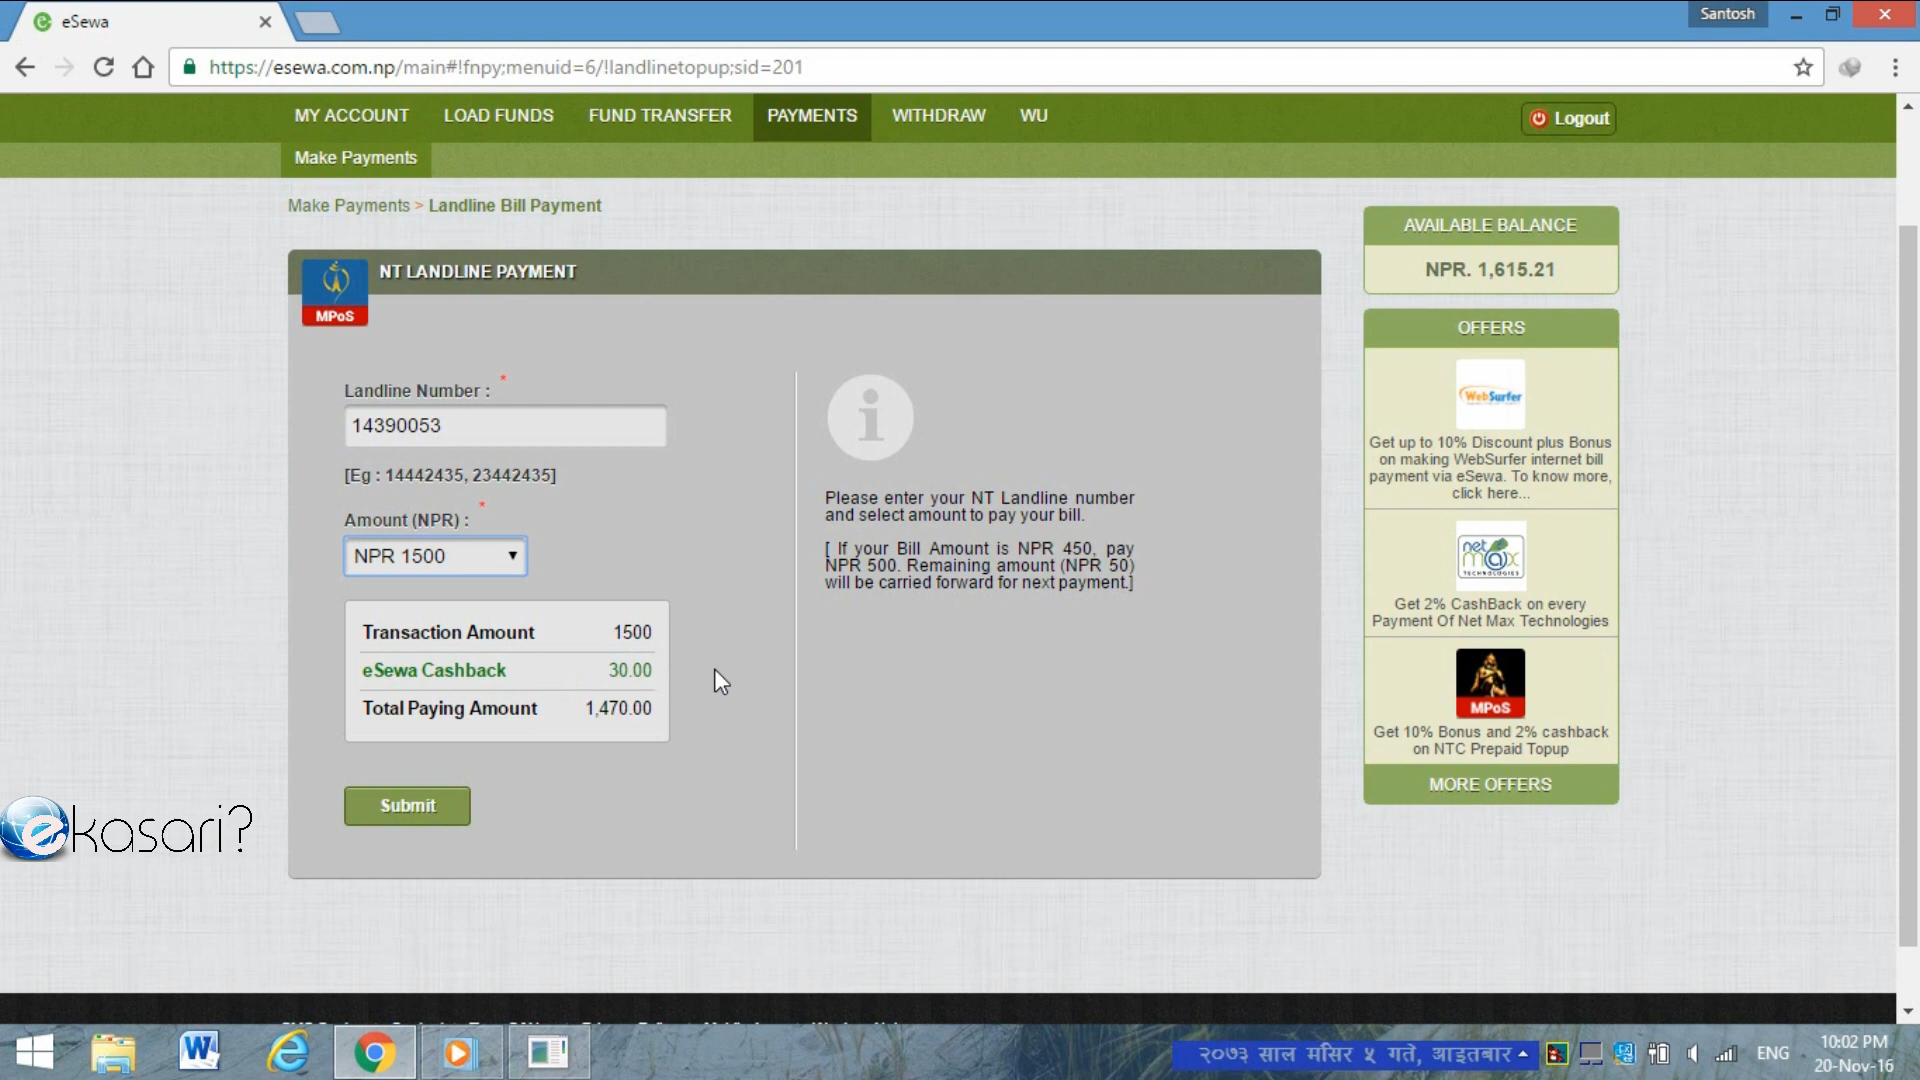 eSewa
Santosh
https://esewa.com.np/main#!fnpy;menuid=6/!landlinetopup;sid=201
MY ACCOUNT LOAD FUNDS FUND TRANSFER PAYMENTS WITHDRAW WU
Logout
Make Payments
Make Payments > Landline Bill Payment
NT LANDLINE PAYMENT
MPoS
Landline Number : *
14390053
[Eg : 14442435, 23442435]
Amount (NPR) : *
NPR 1500
Transaction Amount 1500
eSewa Cashback 30.00
Total Paying Amount 1,470.00
Submit
Please enter your NT Landline number
and select amount to pay your bill.
[ If your Bill Amount is NPR 450, pay
NPR 500. Remaining amount (NPR 50)
will be carried forward for next payment.]
AVAILABLE BALANCE
NPR. 1,615.21
OFFERS
WebSurfer
Get up to 10% Discount plus Bonus
on making WebSurfer internet bill
payment via eSewa. To know more,
click here...
net
max
TECHNOLOGIES
Get 2% CashBack on every
Payment Of Net Max Technologies
MPoS
Get 10% Bonus and 2% cashback
on NTC Prepaid Topup
MORE OFFERS
ekasari?
२०७३ साल मंसिर ५ गते, आइतबार
ENG
10:02 PM
20-Nov-16